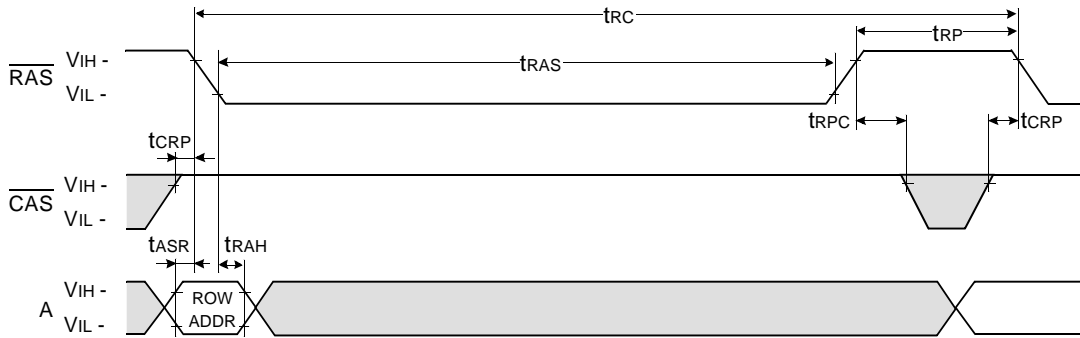 tRC
tRP
RAS
VIH -
VIL -
tRAS
tRPC
tCRP
tCRP
CAS
VIH -
VIL -
tASR
tRAH
A
VIH -
VIL -
ROW
ADDR